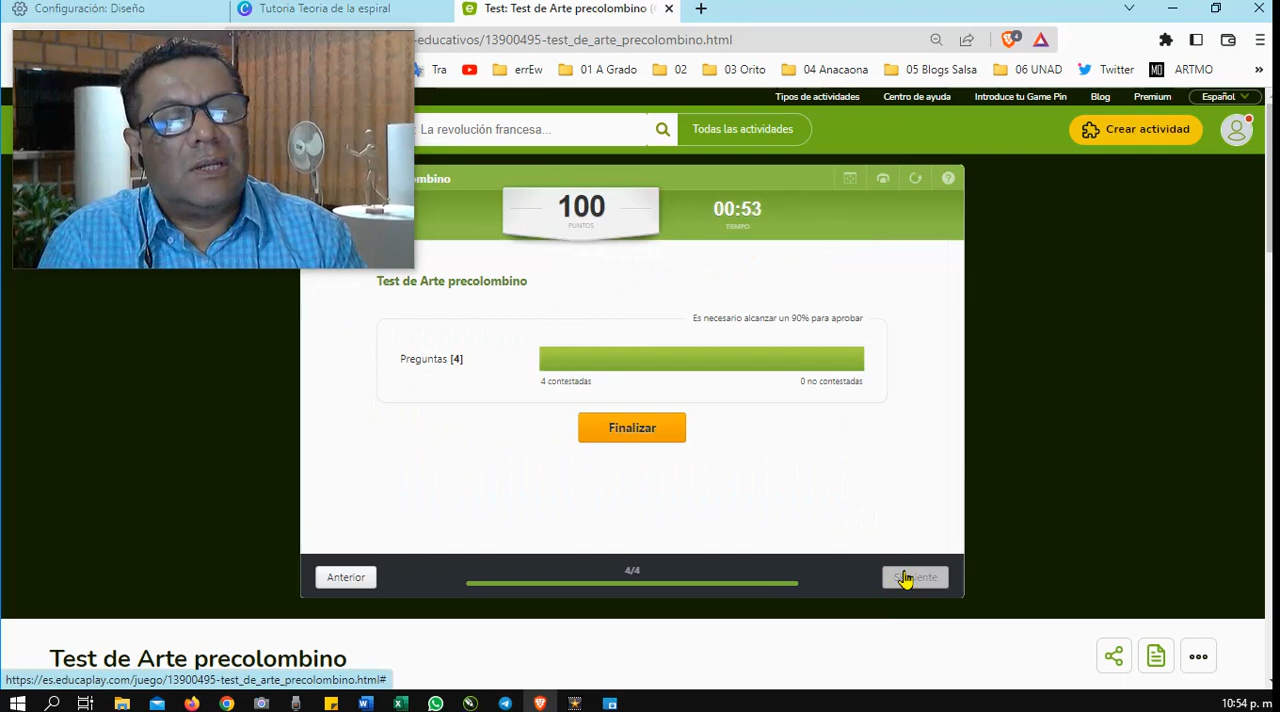 Configuración: Diseño
Tutoria Teoria de la espiral
Test: Test de Arte precolombino
-educativos/13900495-test_de_arte_precolombino.html
4
Tra
errEw
01 A Grado
02
03 Orito
04 Anacaona
05 Blogs Salsa
06 UNAD
Twitter
MO
ARTMO
»
Tipos de actividades
Centro de ayuda
Introduce tu Game Pin
Blog
Premium
Español
: La revolución francesa...
Todas las actividades
Crear actividad
ombino
100
PUNTOS
00:53
TIEMPO
Test de Arte precolombino
Es necesario alcanzar un 90% para aprobar
Preguntas [4]
4 contestadas
0 no contestadas
Finalizar
Anterior
4/4
Test de Arte precolombino
https://es.educaplay.com/juego/13900495-test_de_arte_precolombino.html#
10:54 p. m